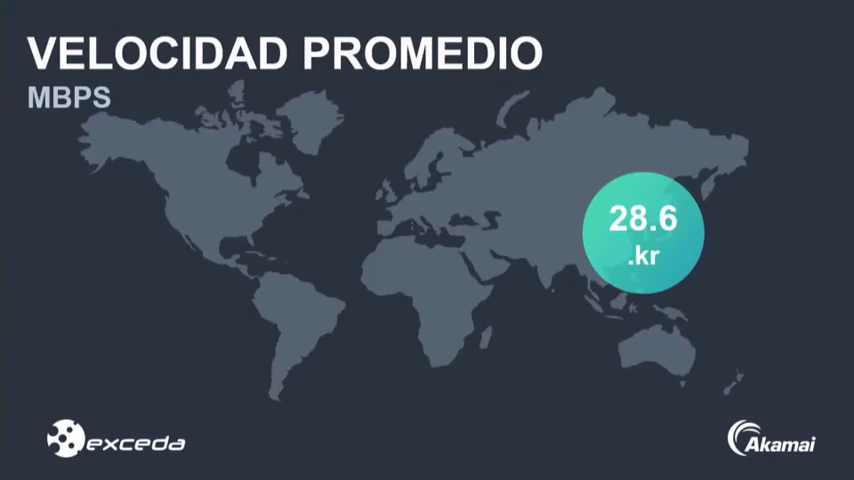 VELOCIDAD PROMEDIO
MBPS
28.6
.kr
exceda
Akamai